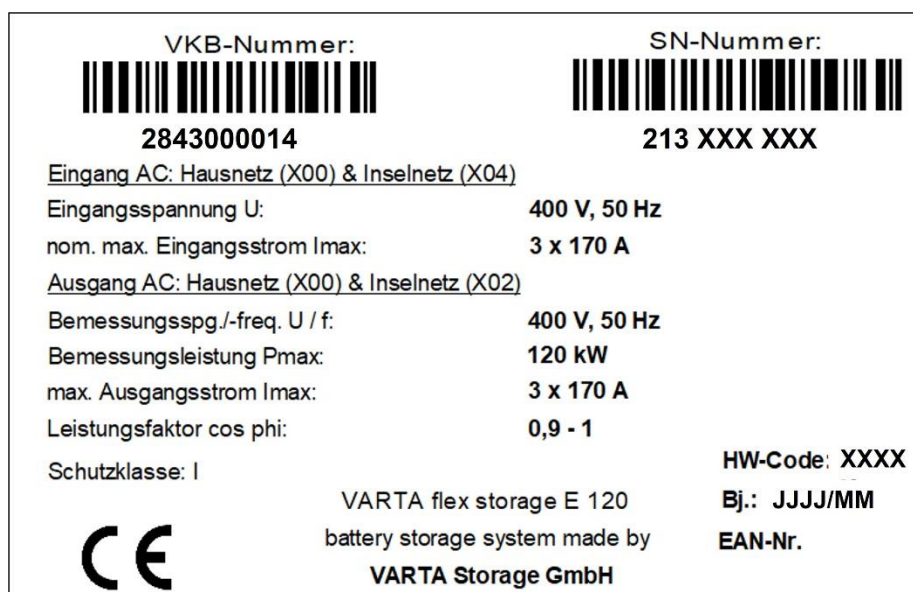 VKB-Nummer:
SN-Nummer:
2843000014
213 XXX XXX
Eingang AC: Hausnetz (X00) & Inselnetz (X04)
Eingangsspannung U: 400 V, 50 Hz
nom. max. Eingangsstrom Imax: 3 x 170 A
Ausgang AC: Hausnetz (X00) & Inselnetz (X02)
Bemessungsspg./-freq. U / f: 400 V, 50 Hz
Bemessungsleistung Pmax: 120 kW
max. Ausgangsstrom Imax: 3 x 170 A
Leistungsfaktor cos phi: 0,9 - 1
Schutzklasse: I
HW-Code: XXXX
VARTA flex storage E 120
Bj.: JJJJ/MM
battery storage system made by
EAN-Nr.
VARTA Storage GmbH
CE